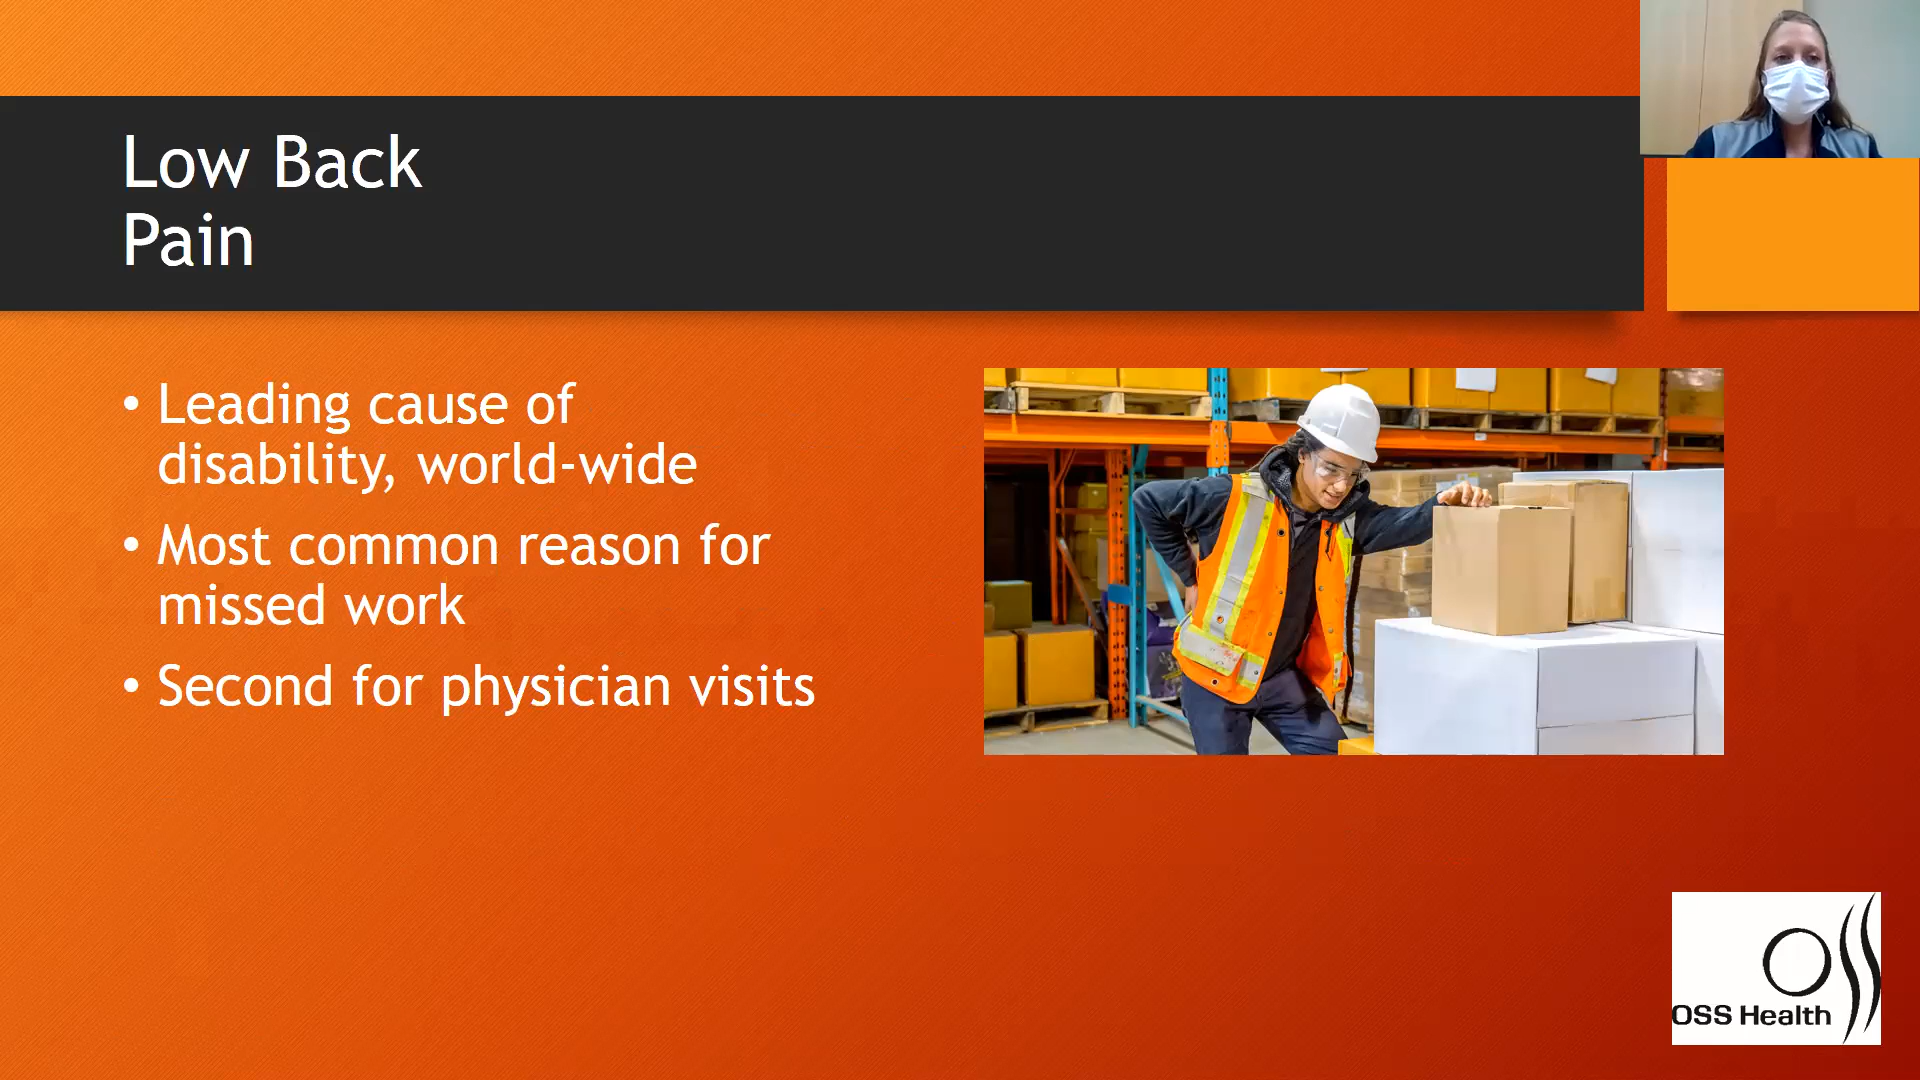 Low Back
Pain
• Leading cause of
disability, world-wide
• Most common reason for
missed work
• Second for physician visits
OSS
OSS Health